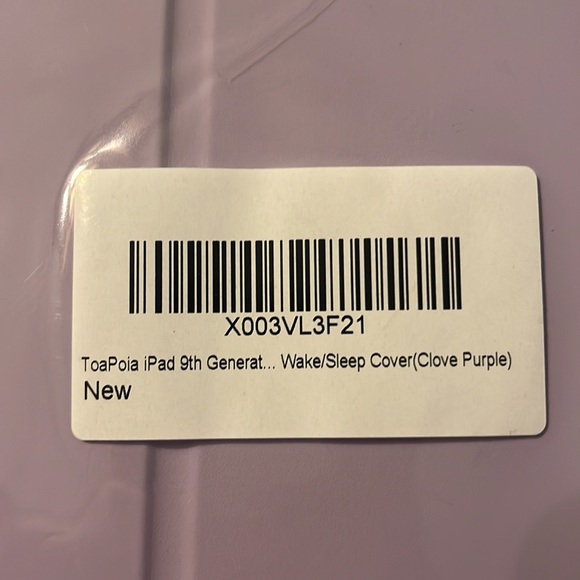 X003VL3F21
ToaPoia iPad 9th Generat... Wake/Sleep Cover(Clove Purple)
New